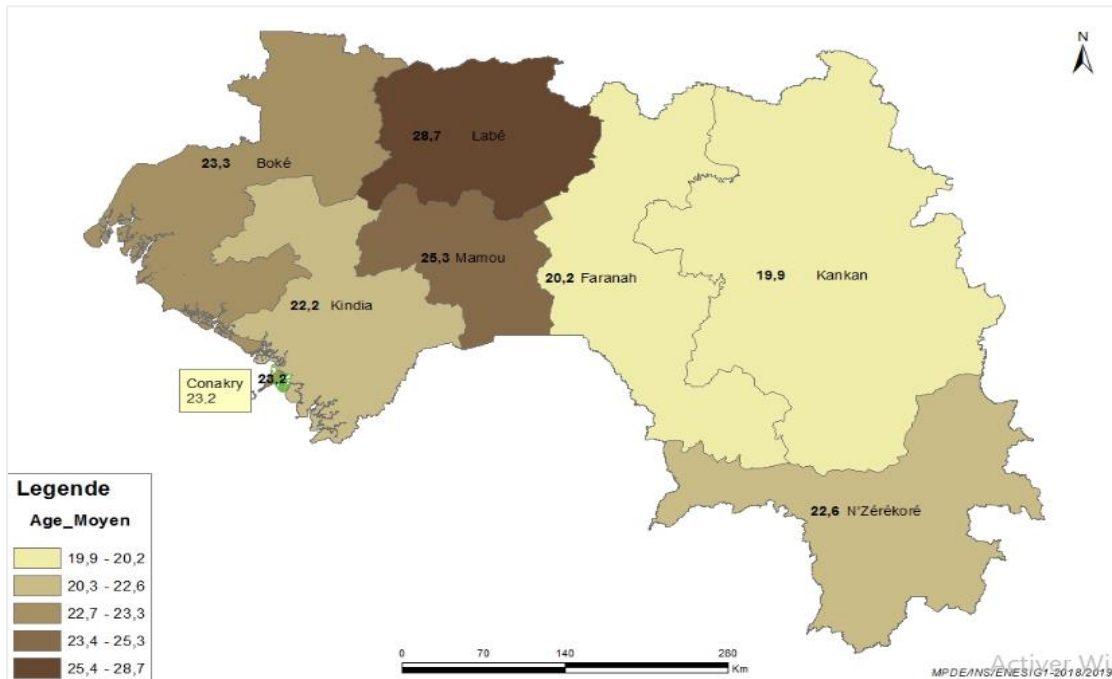 N
28,7 Labé
23,3 Boké
25,3 Mamou
20,2 Faranah
19,9 Kankan
22,2 Kindia
23,2
Conakry
23,2
22,6 N'Zérékoré
Legende
Age_Moyen
19,9 - 20,2
20,3 - 22,6
22,7 - 23,3
23,4 - 25,3
25,4 - 28,7
0 70 140 280
Km
Activer Wi
MPDE/INS/ENESIG1-2018/2019